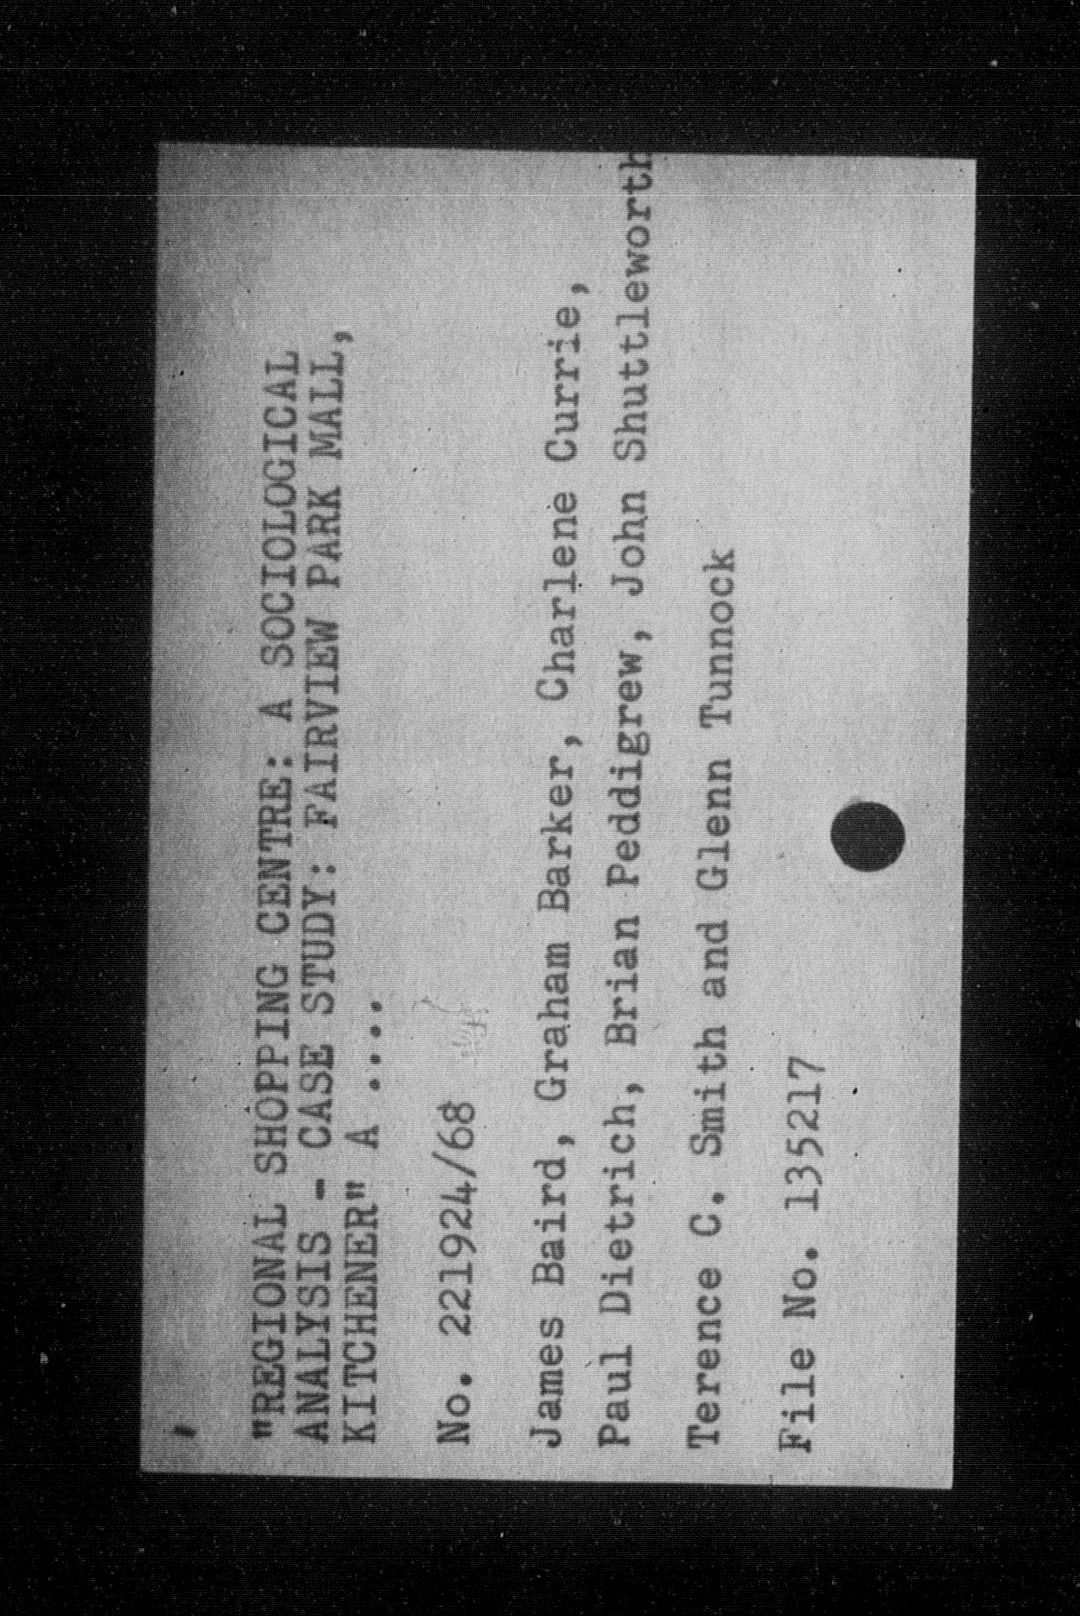 "REGIONAL SHOPPING CENTRE: A SOCIOLOGICAL
ANALYSIS - CASE STUDY: FAIRVIEW PARK MALL,
KITCHENER" A ....
No. 221924/68
James Baird, Graham Barker, Charlene Currie,
Paul Dietrich, Brian Peddigrew, John Shuttleworth
Terence C. Smith and Glenn Tunnock
File No. 135217